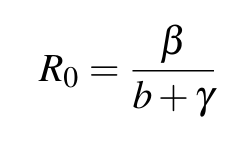 R₀ = β / (b + γ)